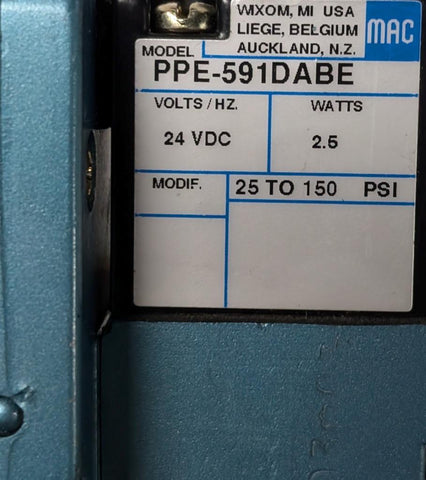 WIXOM, MI USA
LIEGE, BELGIUM
AUCKLAND, N.Z.
MAC
MODEL
PPE-591DABE
VOLTS / HZ.
WATTS
24 VDC
2.5
MODIF.
25 TO 150 PSI